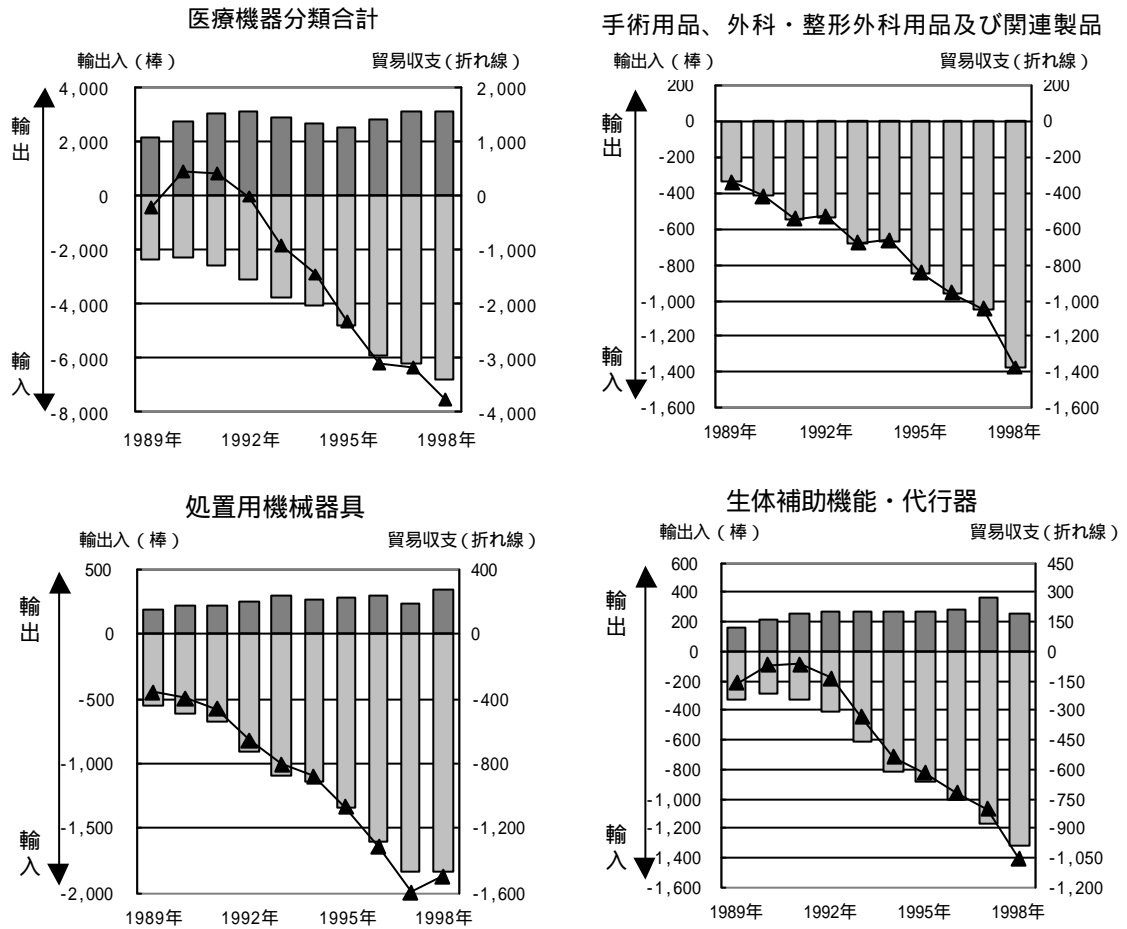 医療機器分類合計
輸出入（棒）
貿易収支（折れ線）
輸出
輸入
4,000
2,000
0
-2,000
-4,000
-6,000
-8,000
2,000
1,000
0
-1,000
-2,000
-3,000
-4,000
1989年 1992年 1995年 1998年
手術用品、外科・整形外科用品及び関連製品
輸出入（棒）
貿易収支（折れ線）
輸出
輸入
200
0
-200
-400
-600
-800
-1,000
-1,200
-1,400
-1,600
200
0
-200
-400
-600
-800
-1,000
-1,200
-1,400
-1,600
1989年 1992年 1995年 1998年
処置用機械器具
輸出入（棒）
貿易収支（折れ線）
輸出
輸入
500
0
-500
-1,000
-1,500
-2,000
400
0
-400
-800
-1,200
-1,600
1989年 1992年 1995年 1998年
生体補助機能・代行器
輸出入（棒）
貿易収支（折れ線）
輸出
輸入
600
400
200
0
-200
-400
-600
-800
-1,000
-1,200
-1,400
-1,600
450
300
150
0
-150
-300
-450
-600
-750
-900
-1,050
-1,200
1989年 1992年 1995年 1998年